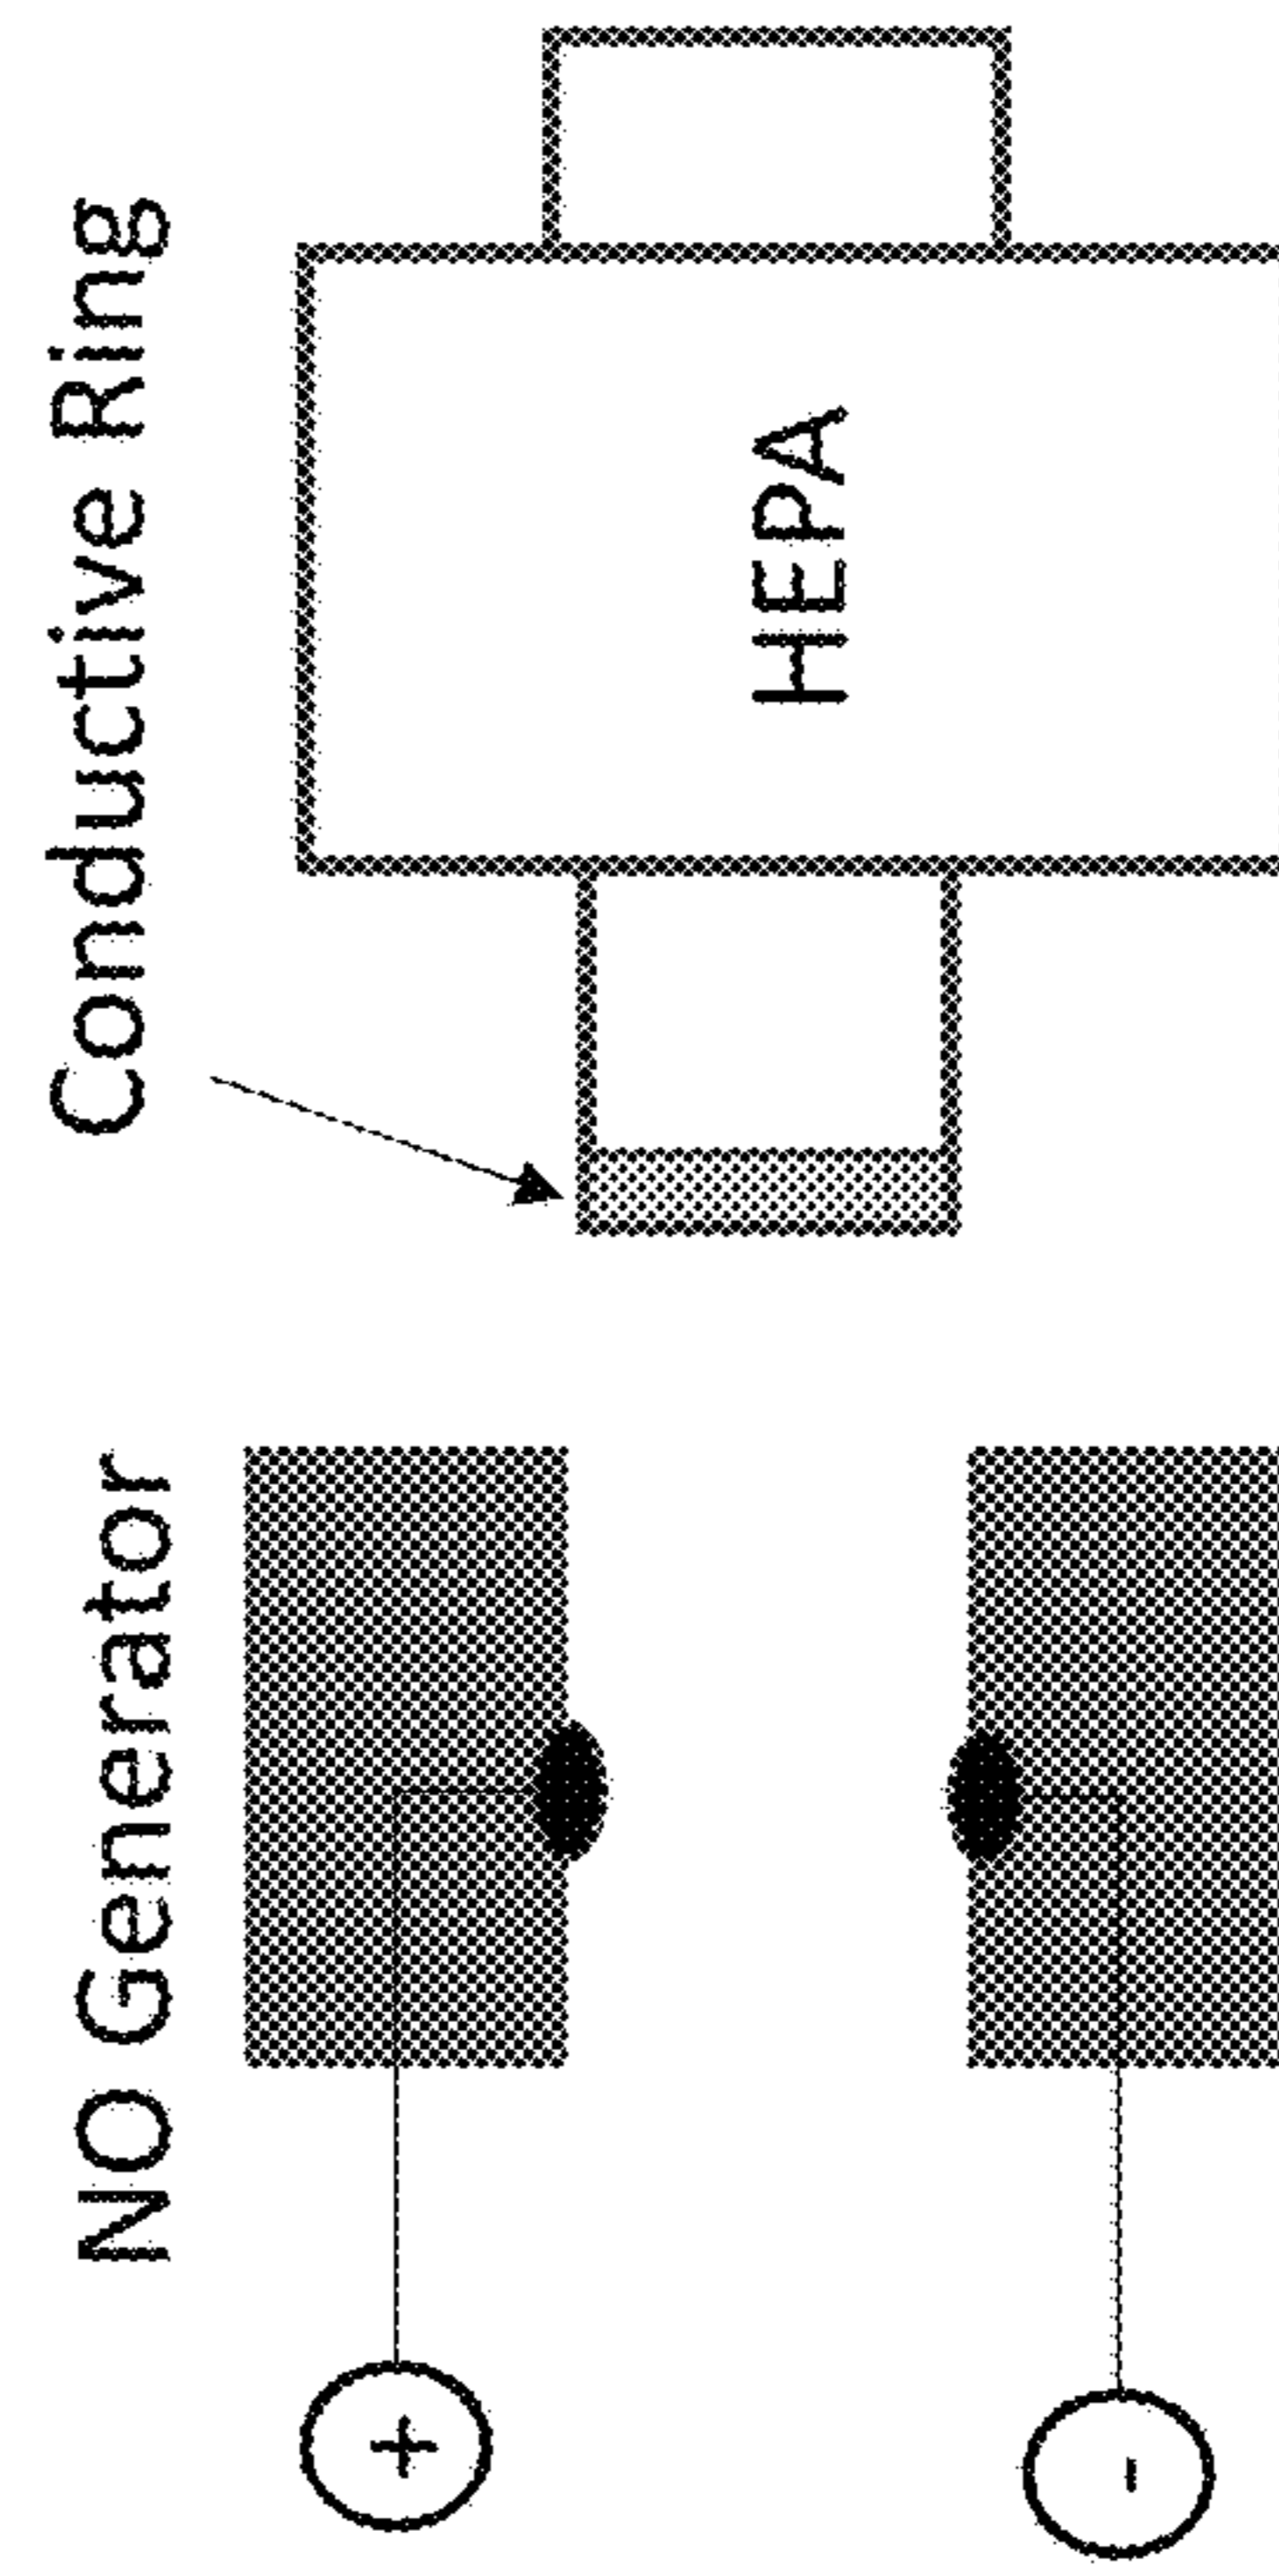 NO Generator
Conductive Ring
HEPA
+
-